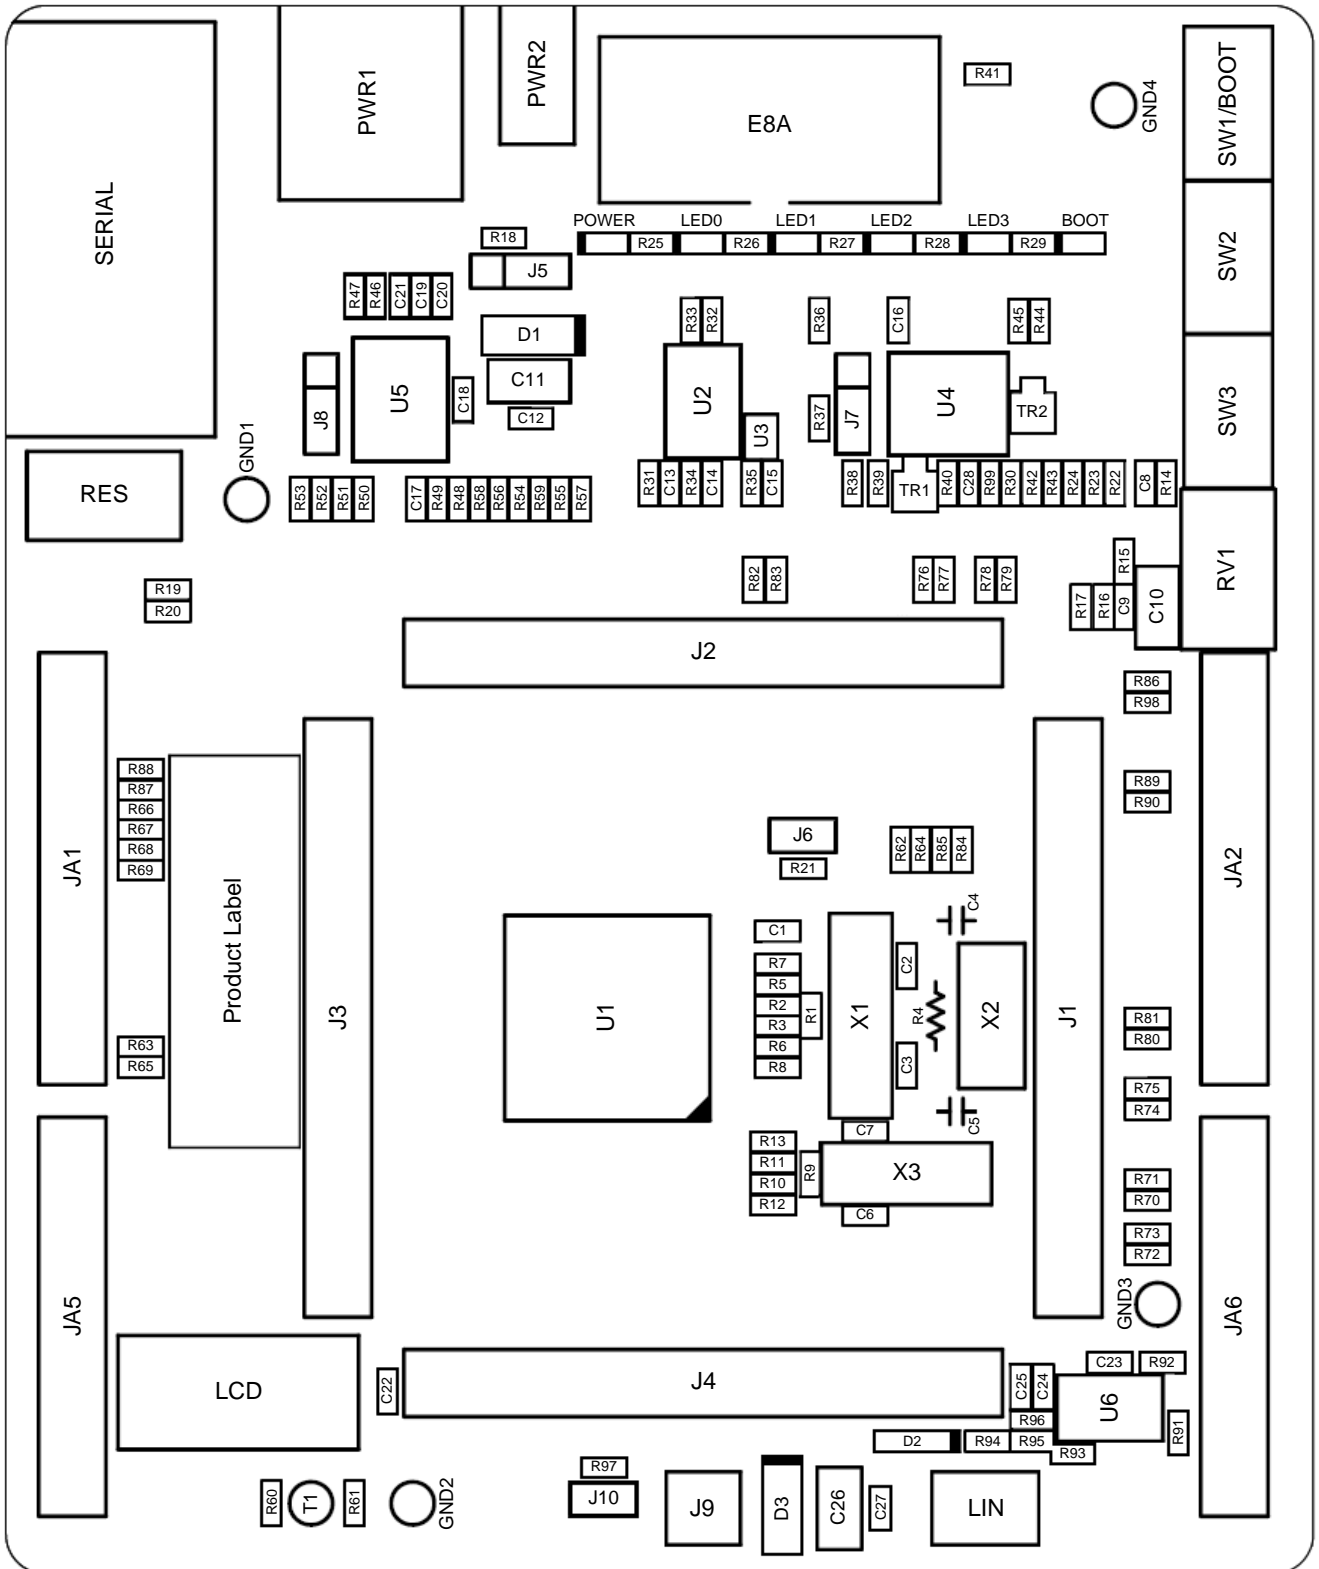 PWR1
PWR2
E8A
R41
GND4
SW1/BOOT
SERIAL
SW2
POWER
LED0
LED1
LED2
LED3
BOOT
R25
R26
R27
R28
R29
R18
J5
R47
R46
C21
C19
C20
D1
R33
R32
R36
C16
R45
R44
SW3
J8
U5
C18
C11
C12
U2
U3
R37
J7
U4
TR2
RES
GND1
R53
R52
R51
R50
C17
R49
R48
R58
R56
R54
R59
R55
R57
R31
C13
R34
C14
R35
C15
R38
R39
TR1
R40
C28
R99
R30
R42
R43
R24
R23
R22
C8
R14
R19
R20
R82
R83
R76
R77
R78
R79
R15
R17
R16
C9
C10
RV1
J2
R86
R98
R88
R87
R66
R67
R68
R69
JA1
Product Label
J3
J6
R21
R62
R64
R85
R84
R89
R90
JA2
C4
C1
R7
R5
R2
R3
R6
R8
R1
X1
C2
C3
R4
X2
J1
U1
R81
R80
R63
R65
R75
R74
C5
C7
R13
R11
R10
R12
R9
X3
C6
R71
R70
R73
R72
GND3
JA5
JA6
LCD
C22
J4
C25
C24
C23
R92
U6
R96
R91
D2
R94
R95
R93
R60
T1
R61
GND2
R97
J10
J9
D3
C26
C27
LIN